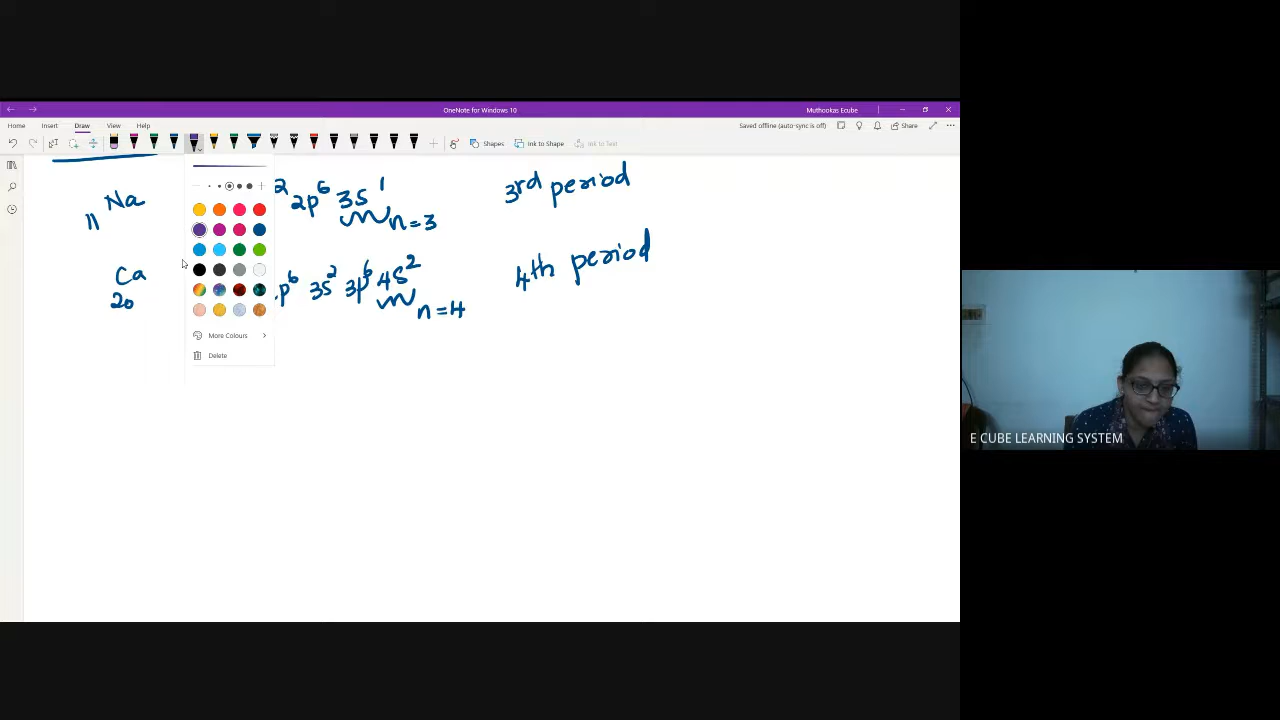 OneNote for Windows 10
Muthookas Ecube
Home Insert Draw View Help
Saved offline (auto-sync is off)
Share
Shapes
Ink to Shape
Ink to Text
11 Na 2 2p6 3s1 3rd period
n=3
Ca p6 3s2 3p6 4s2 4th period
20
n=4
More Colours
Delete
E CUBE LEARNING SYSTEM